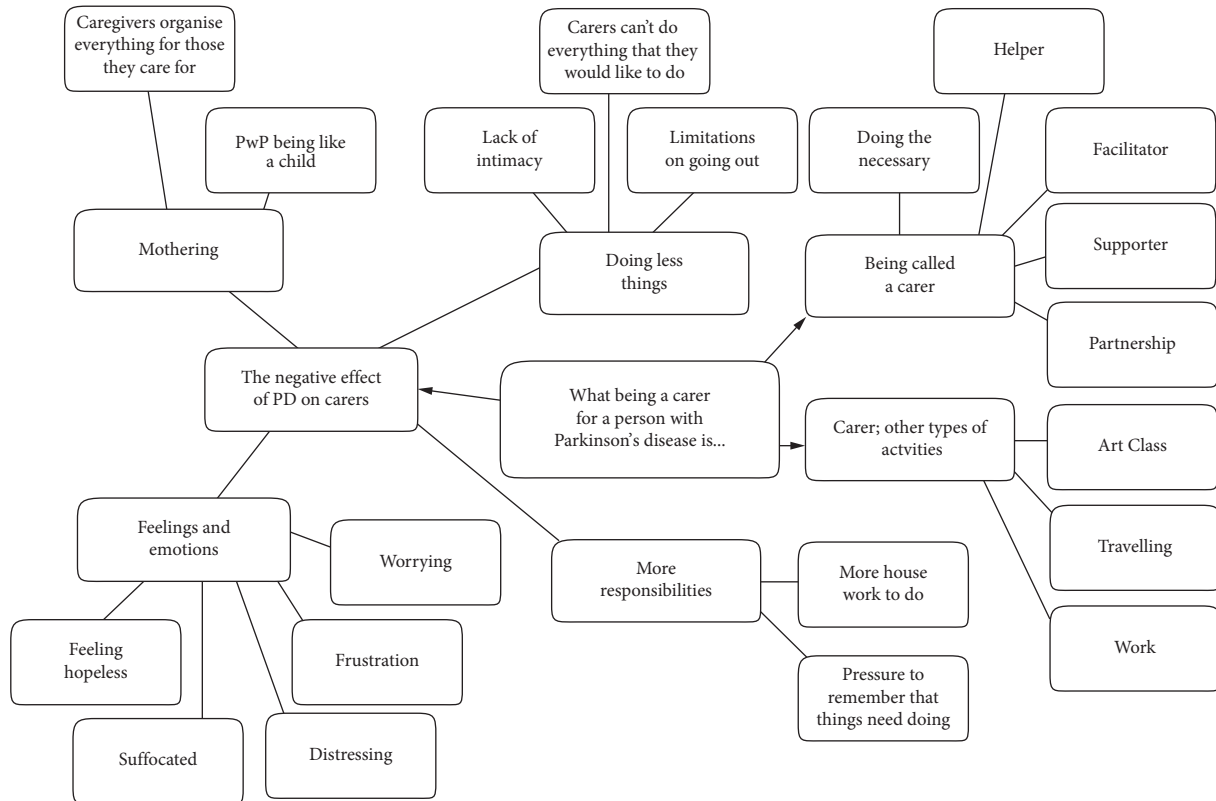 Caregivers organise
everything for those
they care for
Carers can't do
everything that they
would like to do
Helper
PwP being like
a child
Lack of
intimacy
Limitations
on going out
Doing the
necessary
Facilitator
Mothering
Doing less
things
Being called
a carer
Supporter
Partnership
The negative effect
of PD on carers
What being a carer
for a person with
Parkinson's disease is...
Carer; other types of
actvities
Art Class
Feelings and
emotions
Worrying
More
responsibilities
More house
work to do
Travelling
Feeling
hopeless
Frustration
Work
Pressure to
remember that
things need doing
Suffocated
Distressing